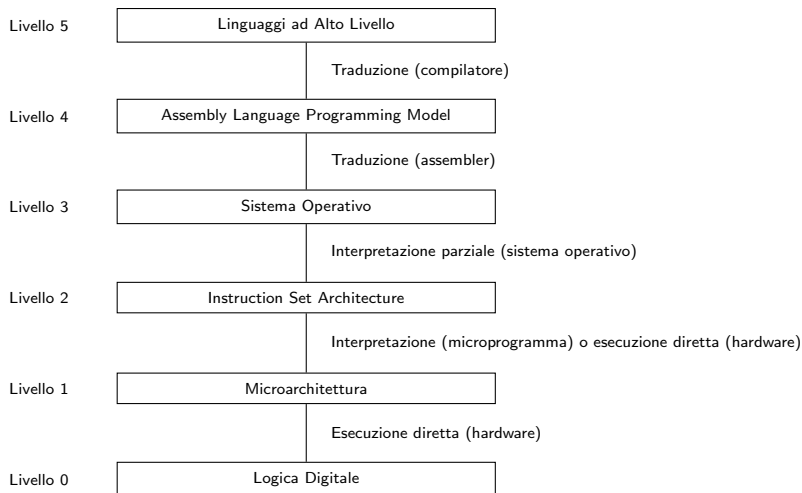 Livello 5 Linguaggi ad Alto Livello
Traduzione (compilatore)
Livello 4 Assembly Language Programming Model
Traduzione (assembler)
Livello 3 Sistema Operativo
Interpretazione parziale (sistema operativo)
Livello 2 Instruction Set Architecture
Interpretazione (microprogramma) o esecuzione diretta (hardware)
Livello 1 Microarchitettura
Esecuzione diretta (hardware)
Livello 0 Logica Digitale